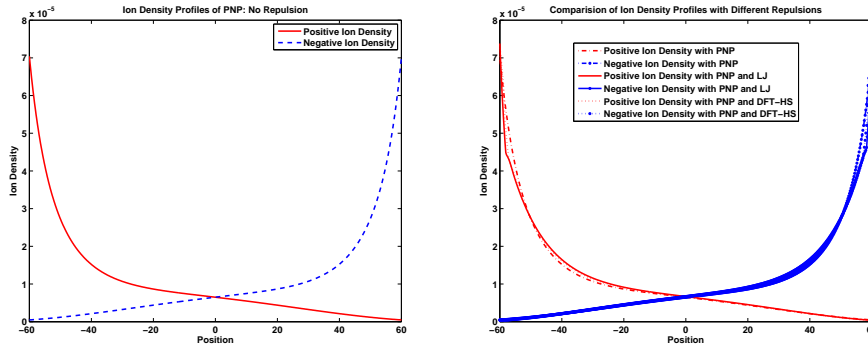 Ion Density Profiles of PNP: No Repulsion
x 10⁻⁵
8
7
6
5
4
3
2
1
0
Ion Density
Positive Ion Density
Negative Ion Density
−60
−40
−20
0
20
40
60
Position
Comparision of Ion Density Profiles with Different Repulsions
x 10⁻⁵
8
7
6
5
4
3
2
1
0
Ion Density
Positive Ion Density with PNP
Negative Ion Density with PNP
Positive Ion Density with PNP and LJ
Negative Ion Density with PNP and LJ
Positive Ion Density with PNP and DFT−HS
Negative Ion Density with PNP and DFT−HS
−60
−40
−20
0
20
40
Position